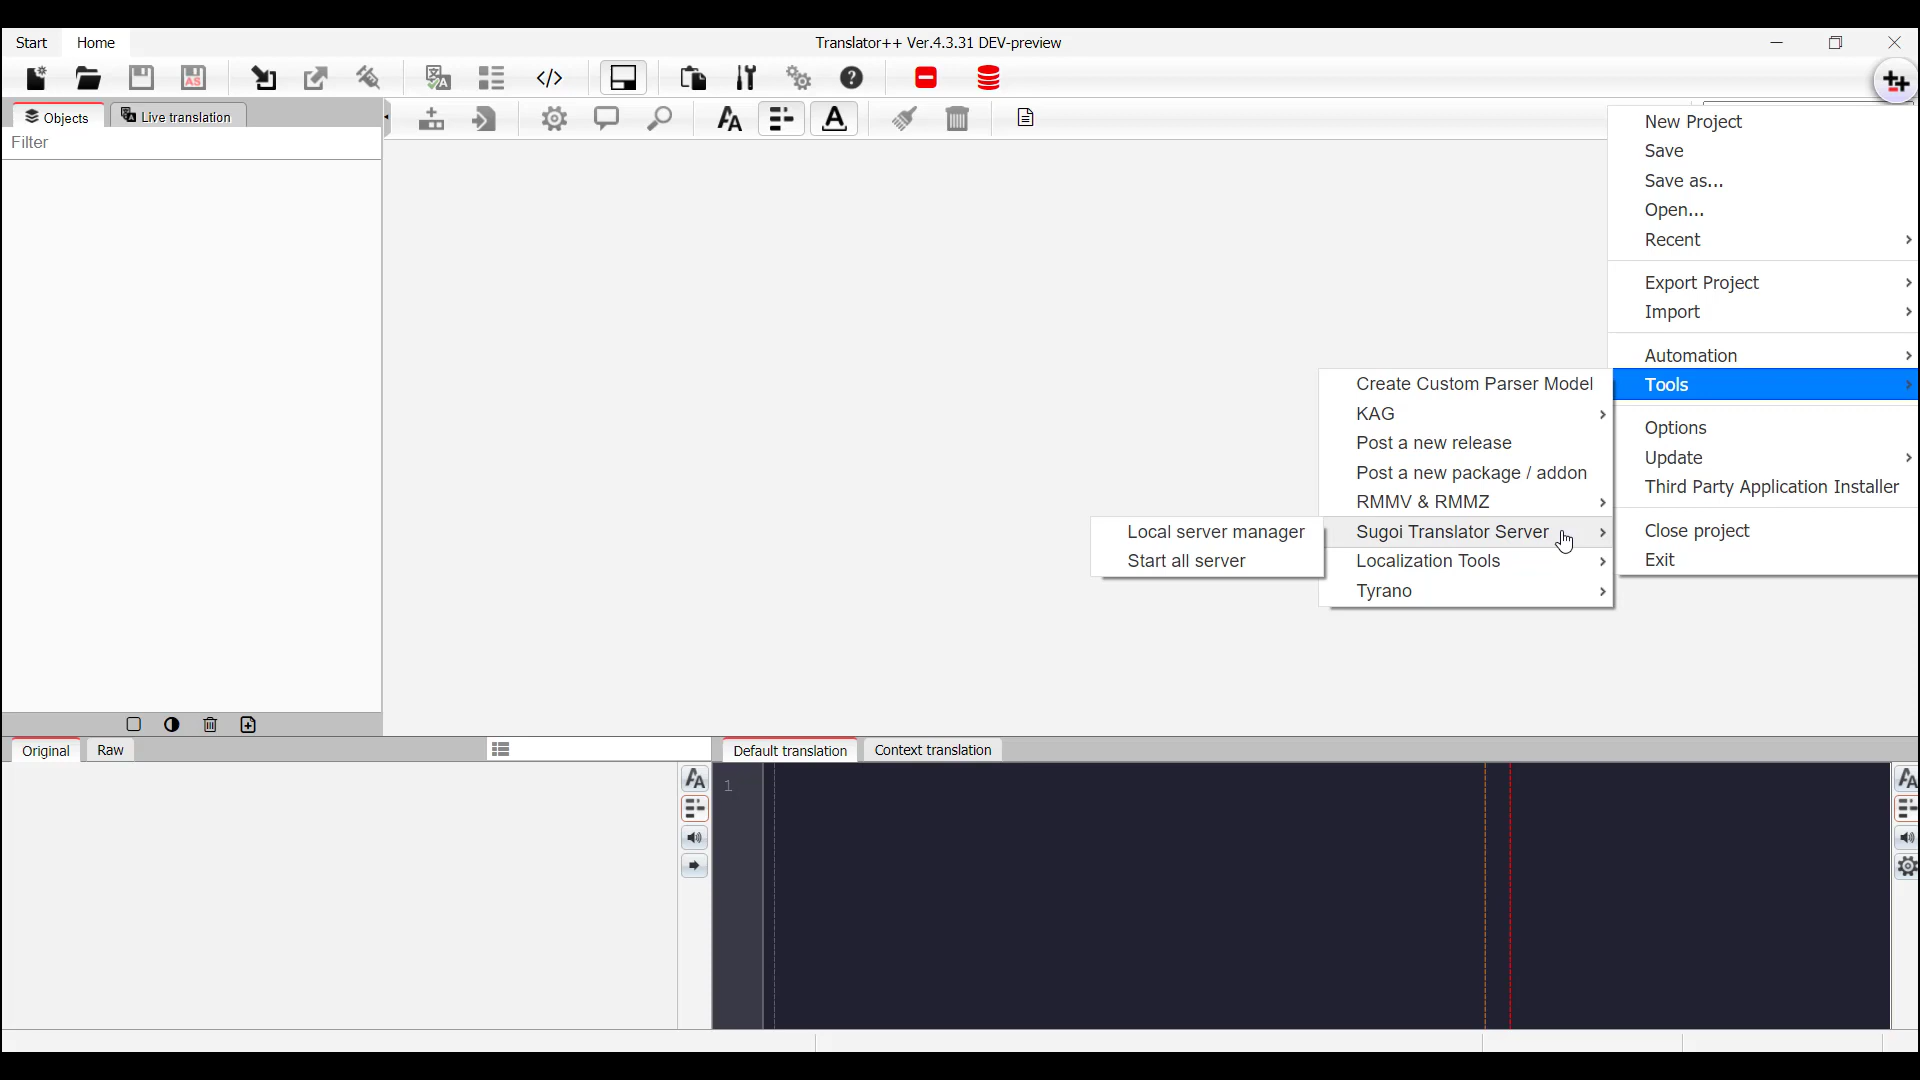 Start
Home
Translator++ Ver.4.3.31 DEV-preview
AS
Objects
Live translation
Filter
New Project
Save
Save as...
Open...
Recent
Export Project
Import
Automation
Tools
Options
Update
Third Party Application Installer
Close project
Exit
Create Custom Parser Model
KAG
Post a new release
Post a new package / addon
RMMV & RMMZ
Sugoi Translator Server
Localization Tools
Tyrano
Local server manager
Start all server
Original
Raw
Default translation
Context translation
1